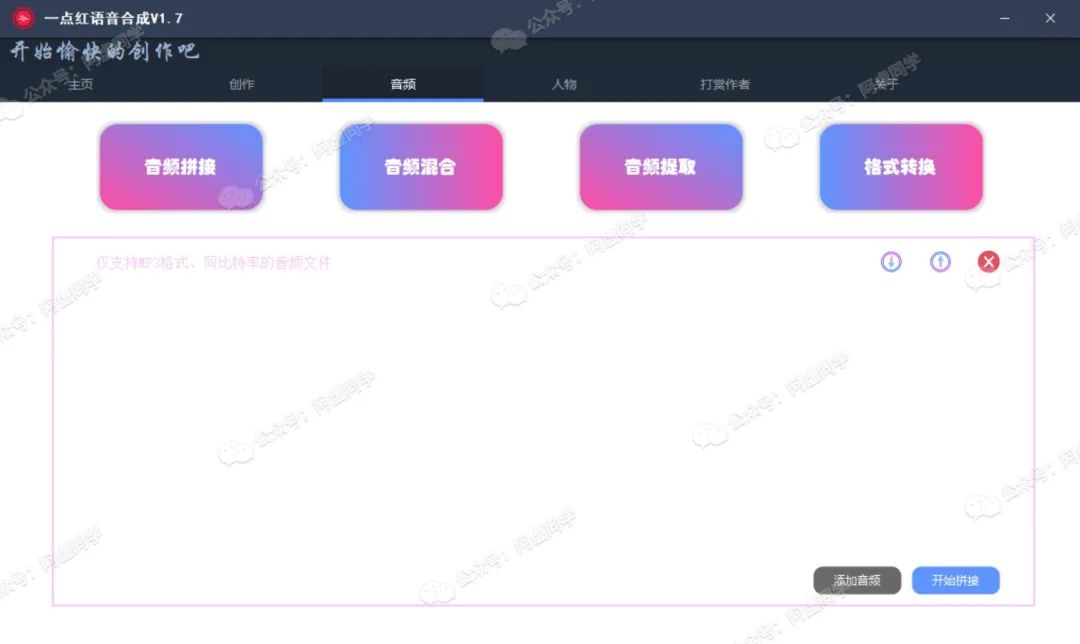 一点红语音合成V1.7
开始愉快的创作吧
主页 创作 音频 人物 打赏作者 关于
音频拼接 音频混合 音频提取 格式转换
仅支持MP3格式、同比特率的音频文件
添加音频 开始拼接
公众号：阿虚同学